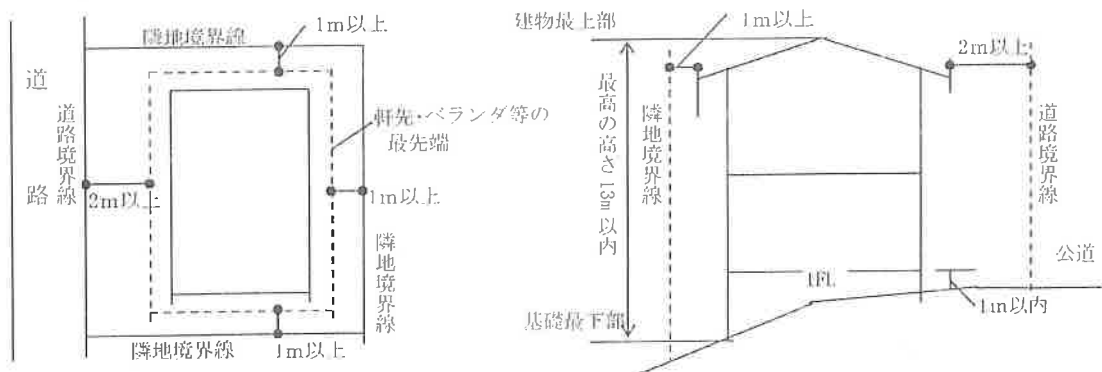 1m以上
隣地境界線
道路
道路境界線
軒先・ベランダ等の
最先端
2m以上
1m以上
隣地境界線
隣地境界線
1m以上
建物最上部
1m以上
2m以上
最高の高さ 13m以内
隣地境界線
道路境界線
公道
1FL
1m以内
基礎最下部